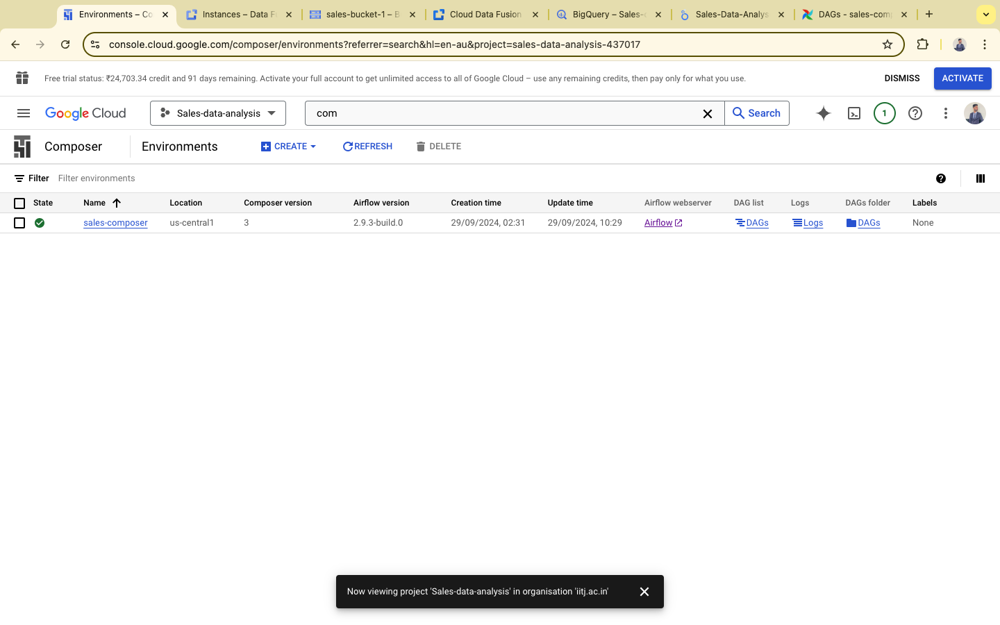 Environments – Co
Instances – Data F
sales-bucket-1 – B
Cloud Data Fusion
BigQuery – Sales-
Sales-Data-Analys
DAGs - sales-com
console.cloud.google.com/composer/environments?referrer=search&hl=en-au&project=sales-data-analysis-437017
Free trial status: ₹24,703.34 credit and 91 days remaining. Activate your full account to get unlimited access to all of Google Cloud – use any remaining credits, then pay only for what you use.
DISMISS
ACTIVATE
Google Cloud
Sales-data-analysis
com
Search
1
Composer
Environments
CREATE
REFRESH
DELETE
Filter Filter environments
State Name Location Composer version Airflow version Creation time Update time Airflow webserver DAG list Logs DAGs folder Labels
sales-composer us-central1 3 2.9.3-build.0 29/09/2024, 02:31 29/09/2024, 10:29 Airflow DAGs Logs DAGs None
Now viewing project 'Sales-data-analysis' in organisation 'iitj.ac.in'